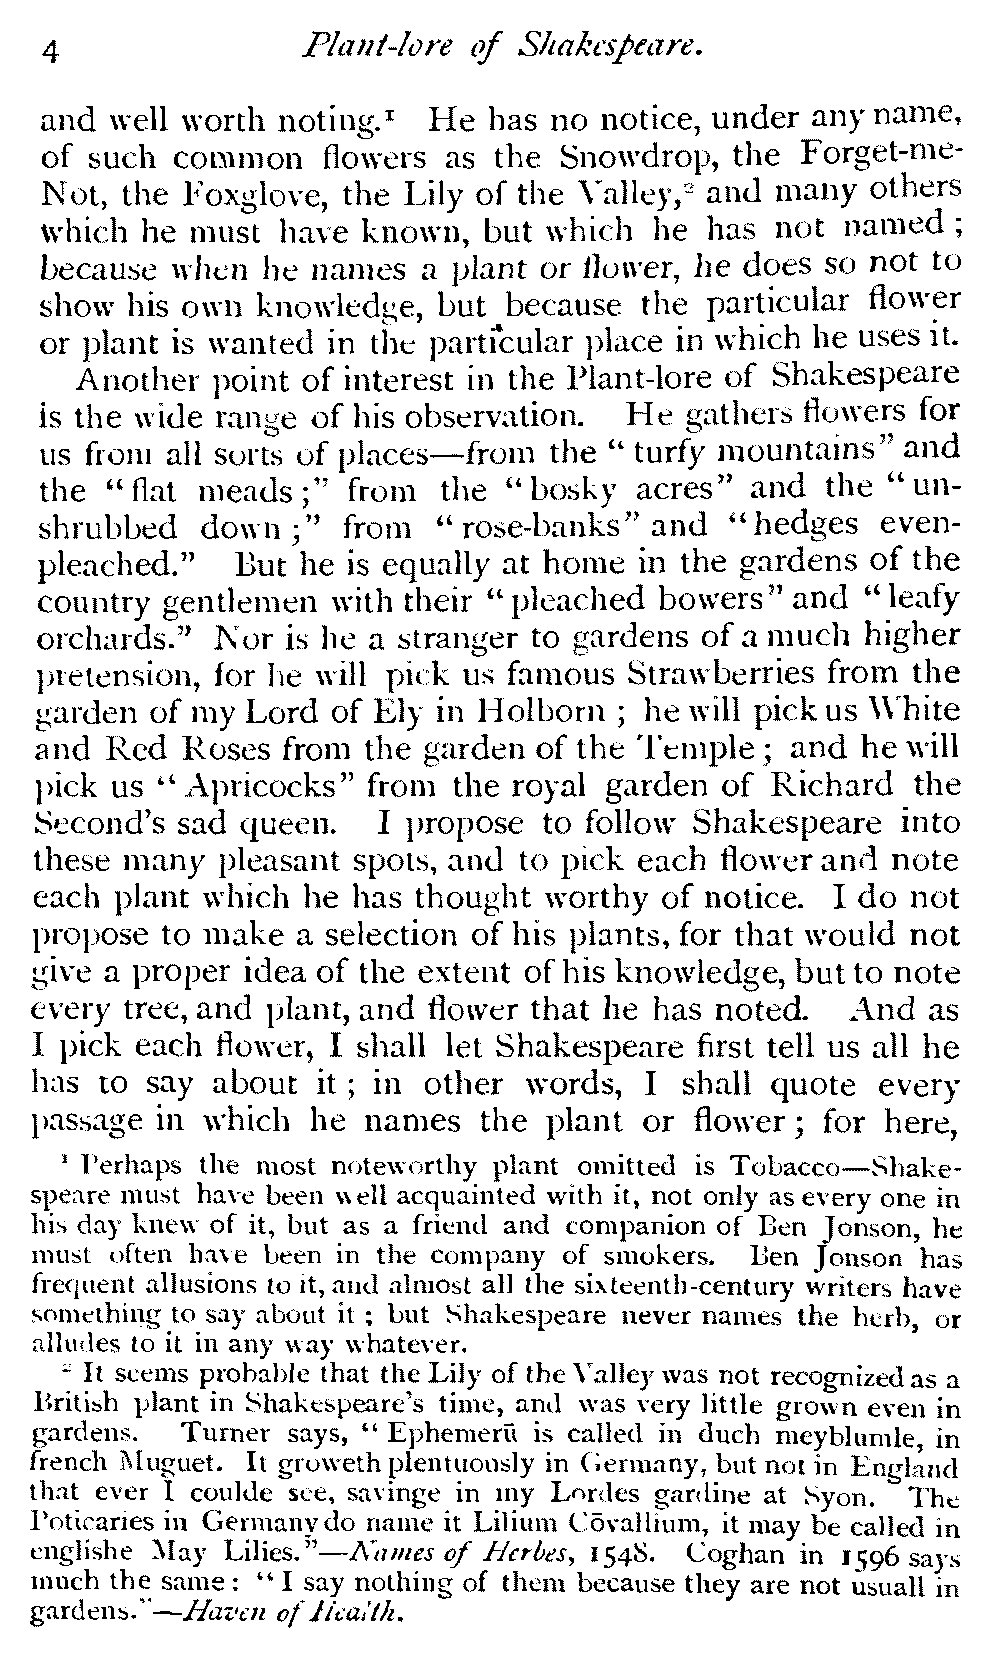 4 Plant-lore of Shakespeare.
and well worth noting.¹ He has no notice, under any name,
of such common flowers as the Snowdrop, the Forget-me-
Not, the Foxglove, the Lily of the Valley,² and many others
which he must have known, but which he has not named ;
because when he names a plant or flower, he does so not to
show his own knowledge, but because the particular flower
or plant is wanted in the particular place in which he uses it.
Another point of interest in the Plant-lore of Shakespeare
is the wide range of his observation. He gathers flowers for
us from all sorts of places—from the “ turfy mountains” and
the “ flat meads ;” from the “ bosky acres” and the “ un-
shrubbed down ;” from “ rose-banks” and “ hedges even-
pleached.” But he is equally at home in the gardens of the
country gentlemen with their “ pleached bowers” and “ leafy
orchards.” Nor is he a stranger to gardens of a much higher
pretension, for he will pick us famous Strawberries from the
garden of my Lord of Ely in Holborn ; he will pick us White
and Red Roses from the garden of the Temple ; and he will
pick us “ Apricocks” from the royal garden of Richard the
Second's sad queen. I propose to follow Shakespeare into
these many pleasant spots, and to pick each flower and note
each plant which he has thought worthy of notice. I do not
propose to make a selection of his plants, for that would not
give a proper idea of the extent of his knowledge, but to note
every tree, and plant, and flower that he has noted. And as
I pick each flower, I shall let Shakespeare first tell us all he
has to say about it ; in other words, I shall quote every
passage in which he names the plant or flower ; for here,
¹ Perhaps the most noteworthy plant omitted is Tobacco—Shake-
speare must have been well acquainted with it, not only as every one in
his day knew of it, but as a friend and companion of Ben Jonson, he
must often have been in the company of smokers. Ben Jonson has
frequent allusions to it, and almost all the sixteenth-century writers have
something to say about it ; but Shakespeare never names the herb, or
alludes to it in any way whatever.
² It seems probable that the Lily of the Valley was not recognized as a
British plant in Shakespeare's time, and was very little grown even in
gardens. Turner says, “ Ephemerū is called in duch meyblumle, in
french Muguet. It groweth plentuously in Germany, but not in England
that ever I coulde see, savinge in my Lordes gardine at Syon. The
Poticaries in Germany do name it Lilium Cōvallium, it may be called in
englishe May Lilies.”—Names of Herbes, 1548. Coghan in 1596 says
much the same : “ I say nothing of them because they are not usuall in
gardens.”—Haven of Health.